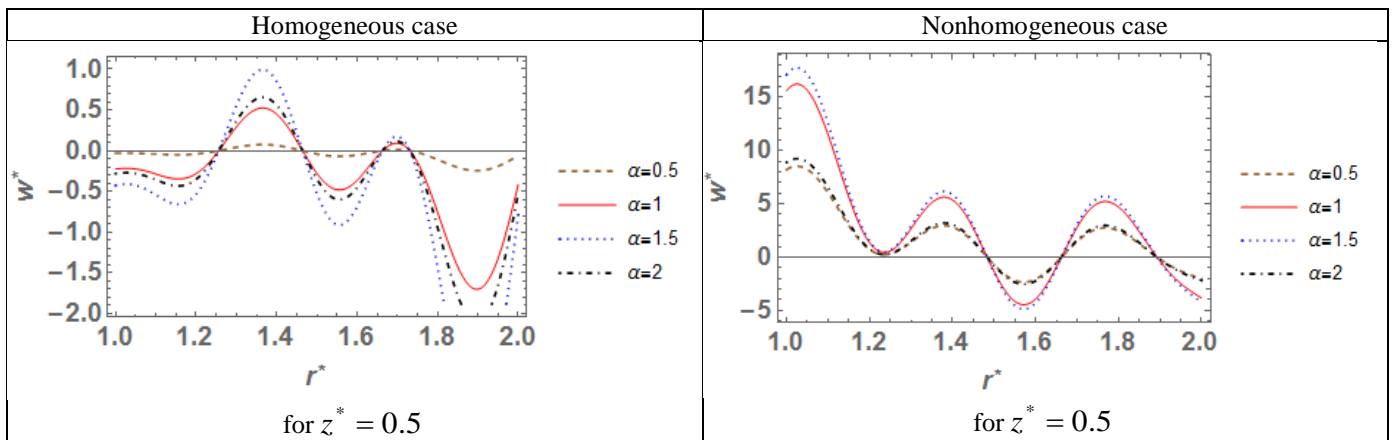 Homogeneous case
Nonhomogeneous case
1.0
0.5
0.0
−0.5
−1.0
−1.5
−2.0
w*
1.0 1.2 1.4 1.6 1.8 2.0
r*
α=0.5
α=1
α=1.5
α=2
for z* = 0.5
15
10
5
0
−5
w*
1.0 1.2 1.4 1.6 1.8 2.0
r*
α=0.5
α=1
α=1.5
α=2
for z* = 0.5